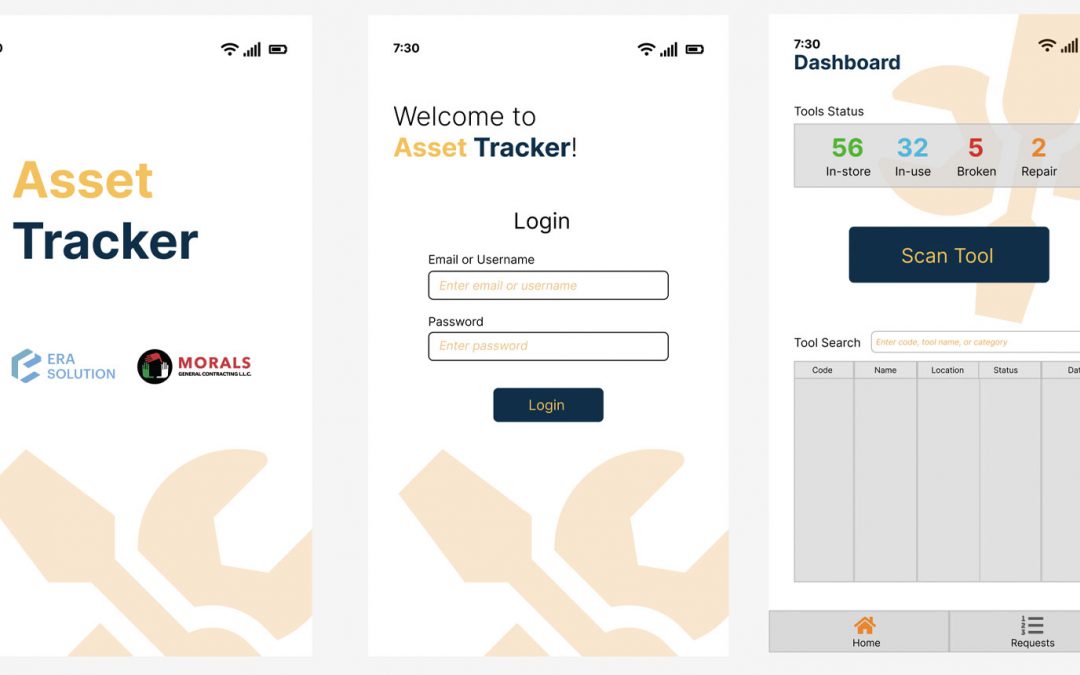 0
Asset
Tracker
ERA
SOLUTION
MORALS
GENERAL CONTRACTING L.L.C.
7:30
Welcome to
Asset Tracker!
Login
Email or Username
Enter email or username
Password
Enter password
Login
7:30
Dashboard
Tools Status
56 32 5 2
In-store In-use Broken Repair
Scan Tool
Tool Search Enter code, tool name, or category
Code Name Location Status Dat
Home Requests